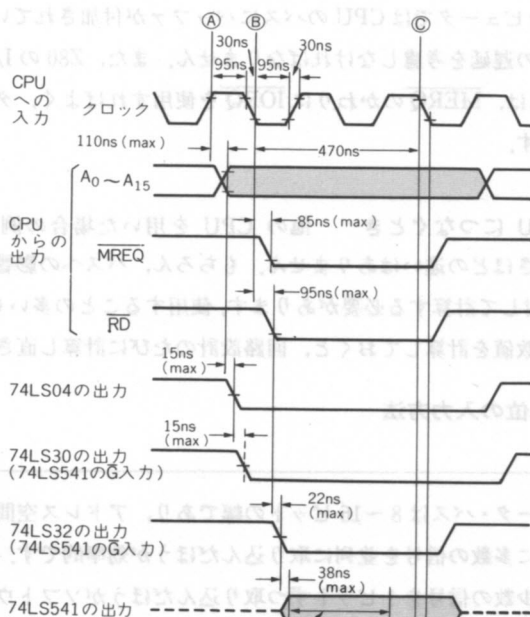 Ⓐ Ⓑ Ⓒ
30ns 30ns
95ns 95ns
CPU
への
入力
クロック
110ns(max)
470ns
A₀～A₁₅
CPU
からの
出力
85ns(max)
MREQ
95ns(max)
RD
15ns
(max)
74LS04の出力
15ns
(max)
74LS30の出力
(74LS541のG̅入力)
22ns
(max)
74LS32の出力
(74LS541のG̅入力)
38ns
(max)
74LS541の出力